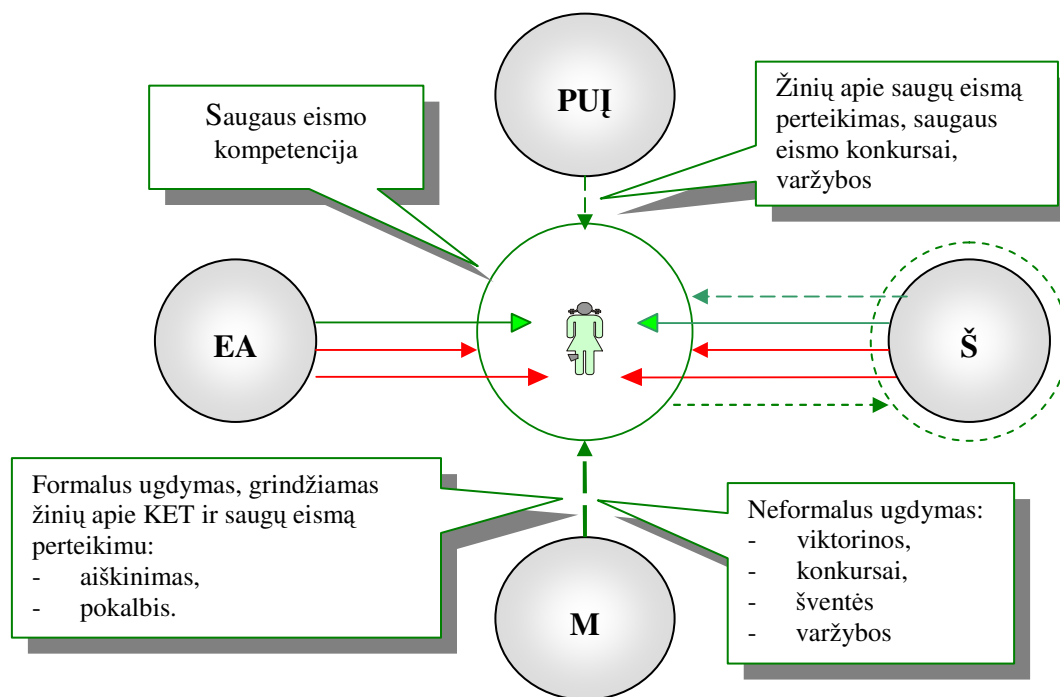 PUĮ
Saugaus eismo
kompetencija
Žinių apie saugų eismą
perteikimas, saugaus
eismo konkursai,
varžybos
EA
Š
Formalus ugdymas, grindžiamas
žinių apie KET ir saugų eismą
perteikimu:
- aiškinimas,
- pokalbis.
M
Neformalus ugdymas:
- viktorinos,
- konkursai,
- šventės
- varžybos